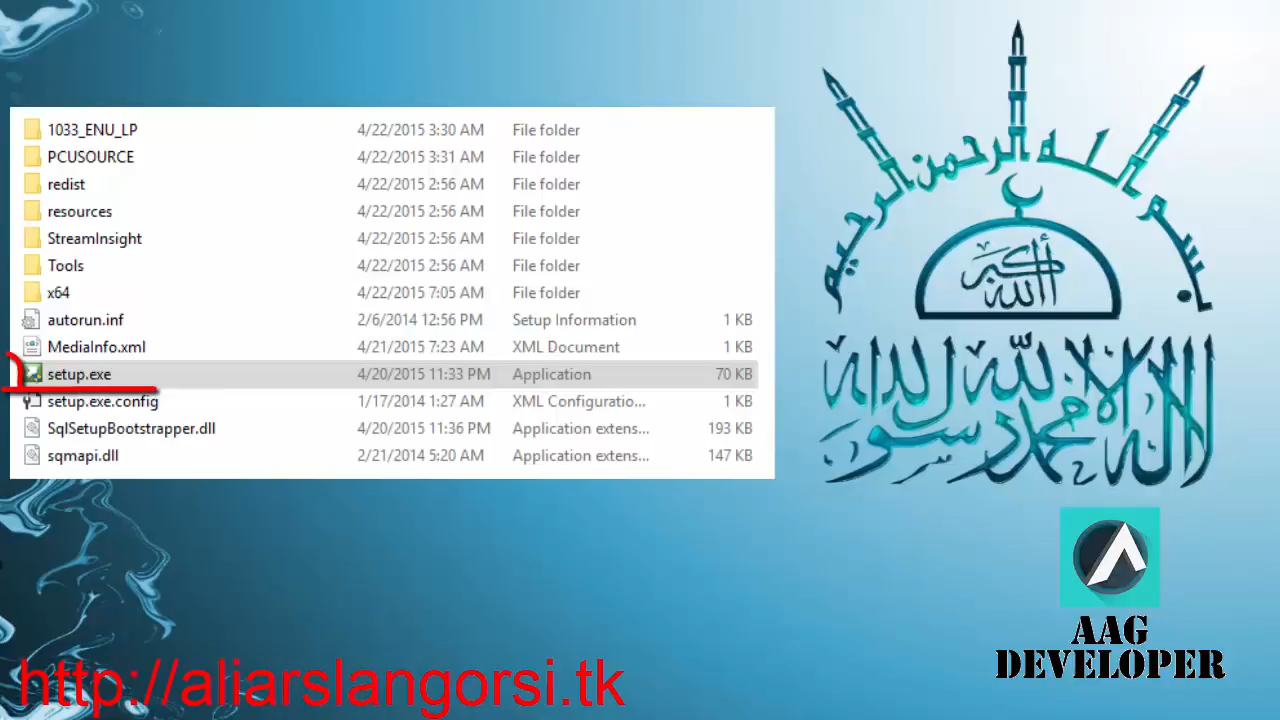 1033_ENU_LP 4/22/2015 3:30 AM File folder
PCUSOURCE 4/22/2015 3:31 AM File folder
redist 4/22/2015 2:56 AM File folder
resources 4/22/2015 2:56 AM File folder
StreamInsight 4/22/2015 2:56 AM File folder
Tools 4/22/2015 2:56 AM File folder
x64 4/22/2015 7:05 AM File folder
autorun.inf 2/6/2014 12:56 PM Setup Information 1 KB
MediaInfo.xml 4/21/2015 7:23 AM XML Document 1 KB
setup.exe 4/20/2015 11:33 PM Application 70 KB
setup.exe.config 1/17/2014 1:27 AM XML Configuratio... 1 KB
SqlSetupBootstrapper.dll 4/20/2015 11:36 PM Application extens... 193 KB
sqmapi.dll 2/21/2014 5:20 AM Application extens... 147 KB
بسم الله الرحمن الرحيم
الله أكبر
لا إله إلا الله محمد رسول الله
AAG
DEVELOPER
http://aliarslangorsi.tk